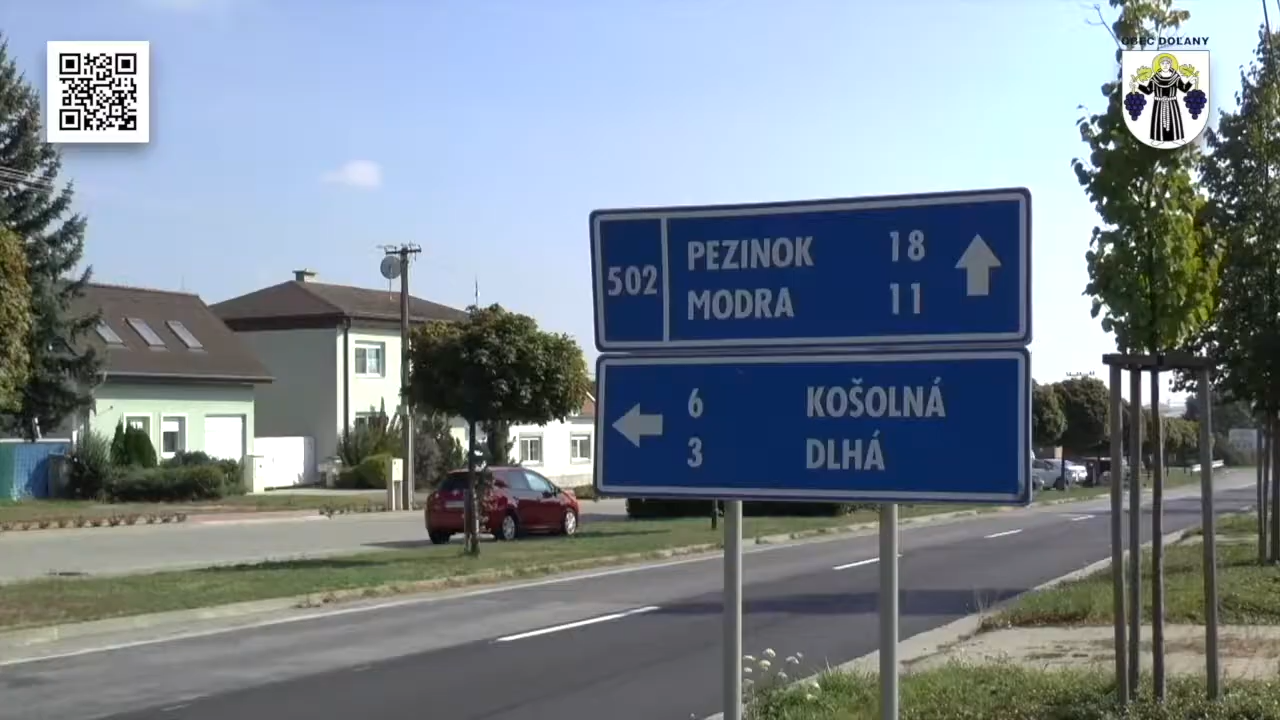 OBEC DOĽANY
502 PEZINOK 18
MODRA 11
6 KOŠOLNÁ
3 DLHÁ